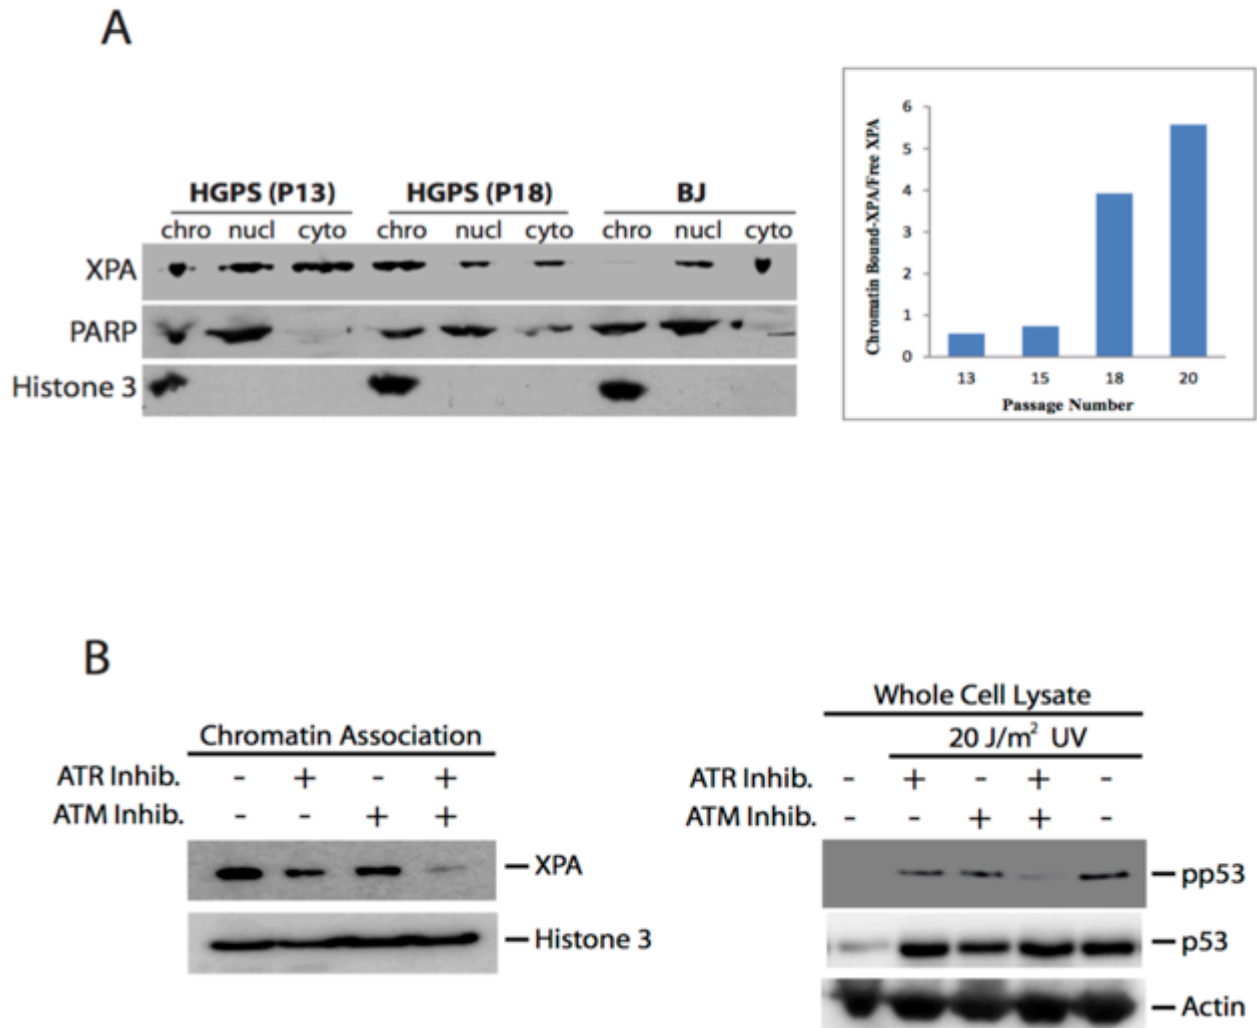 A
HGPS (P13) HGPS (P18) BJ
chro nucl cyto chro nucl cyto chro nucl cyto
XPA
PARP
Histone 3
Chromatin Bound-XPA/Free XPA
6
5
4
3
2
1
0
13 15 18 20
Passage Number
B
Chromatin Association
ATR Inhib. - + - +
ATM Inhib. - - + +
XPA
Histone 3
Whole Cell Lysate
20 J/m² UV
ATR Inhib. - + - + -
ATM Inhib. - - + + -
pp53
p53
Actin